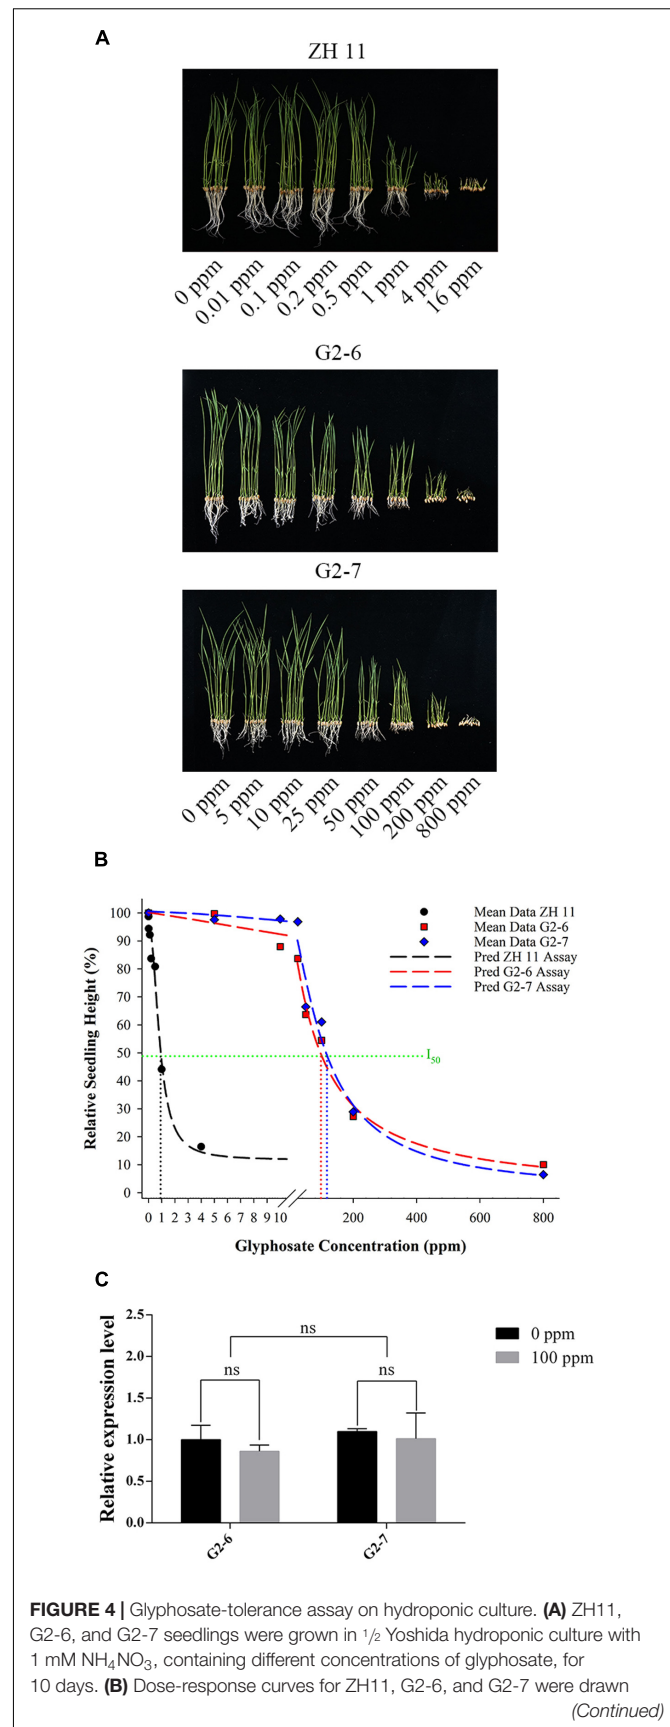 A
ZH 11
0 ppm
0.01 ppm
0.1 ppm
0.2 ppm
0.5 ppm
1 ppm
4 ppm
16 ppm
G2-6
G2-7
0 ppm
5 ppm
10 ppm
25 ppm
50 ppm
100 ppm
200 ppm
800 ppm
B
Relative Seedling Height (%)
100
90
80
70
60
50
40
30
20
10
0
Mean Data ZH 11
Mean Data G2-6
Mean Data G2-7
Pred ZH 11 Assay
Pred G2-6 Assay
Pred G2-7 Assay
I50
0 1 2 3 4 5 6 7 8 9 10 200 400 600 800
Glyphosate Concentration (ppm)
C
Relative expression level
2.5
2.0
1.5
1.0
0.5
0.0
ns
ns
ns
0 ppm
100 ppm
G2-6
G2-7
FIGURE 4 | Glyphosate-tolerance assay on hydroponic culture. (A) ZH11,
G2-6, and G2-7 seedlings were grown in 1/2 Yoshida hydroponic culture with
1 mM NH4NO3, containing different concentrations of glyphosate, for
10 days. (B) Dose-response curves for ZH11, G2-6, and G2-7 were drawn
(Continued)